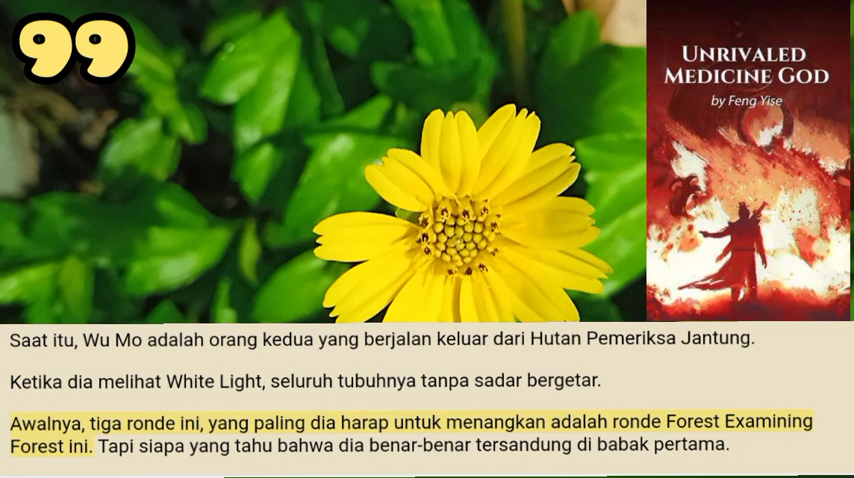 99
UNRIVALED
MEDICINE GOD
by Feng Yise
Saat itu, Wu Mo adalah orang kedua yang berjalan keluar dari Hutan Pemeriksa Jantung.
Ketika dia melihat White Light, seluruh tubuhnya tanpa sadar bergetar.
Awalnya, tiga ronde ini, yang paling dia harap untuk menangkan adalah ronde Forest Examining
Forest ini. Tapi siapa yang tahu bahwa dia benar-benar tersandung di babak pertama.